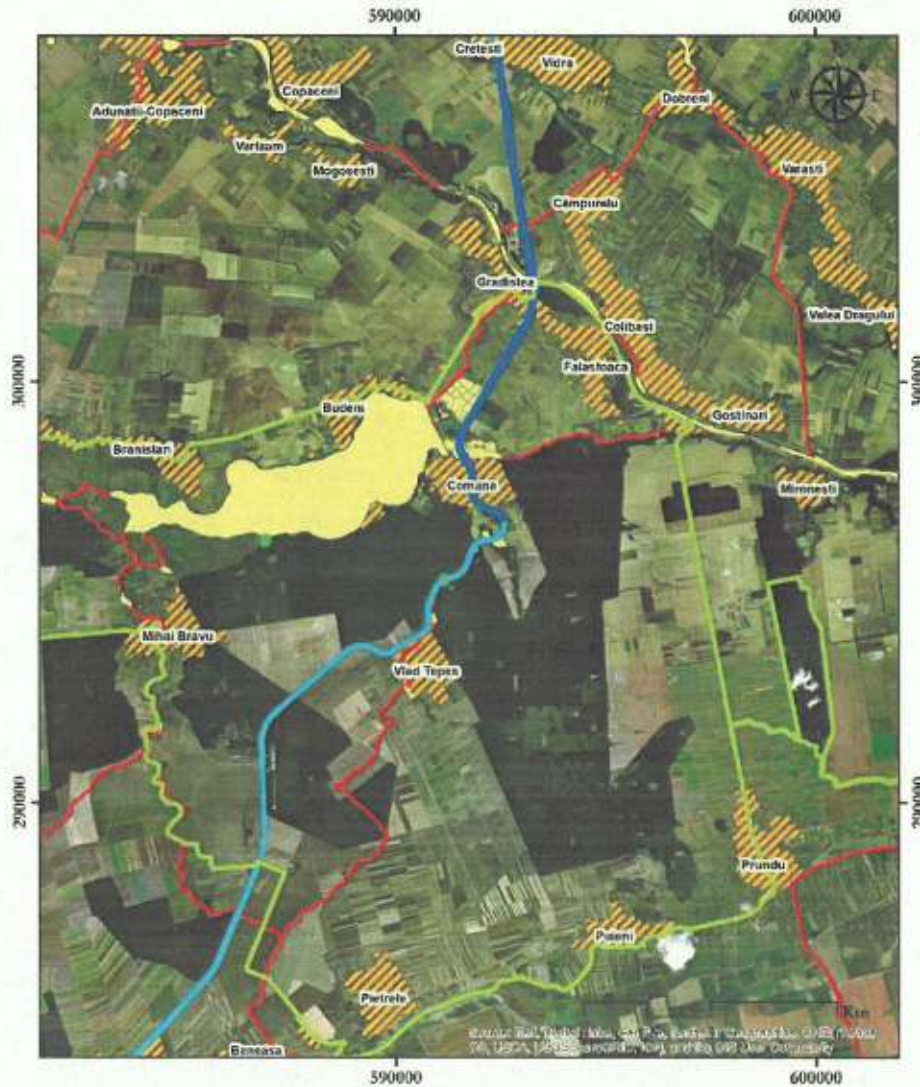 590000
600000
Cretesti
Vidra
Copaceni
Dobreni
Adunatii-Copaceni
Varlaam
Mogosesti
Varasti
Câmpurelu
Gradistea
Valea Dragului
Colibasi
Falastoaca
300000
300000
Budeni
Gostinari
Branistari
Comana
Mironesti
Mihai Bravu
Vlad Tepes
290000
290000
Prundu
Puieni
Pietrele
Km
Baneasa
590000
600000